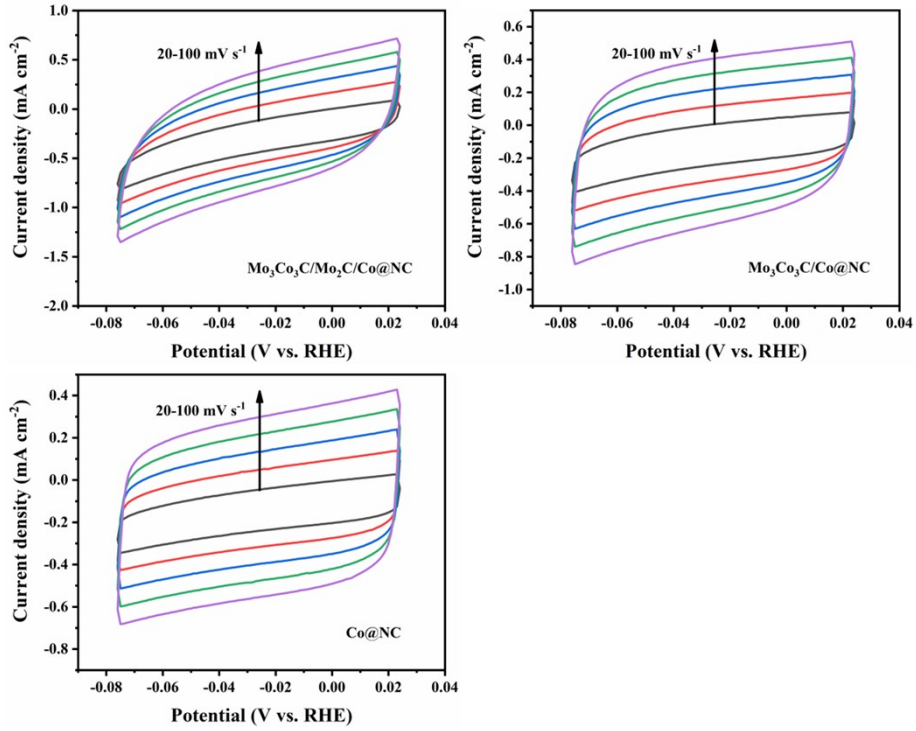 Current density (mA cm⁻²)
1.0
0.5
0.0
-0.5
-1.0
-1.5
-2.0
20-100 mV s⁻¹
Mo₃Co₃C/Mo₂C/Co@NC
-0.08 -0.06 -0.04 -0.02 0.00 0.02 0.04
Potential (V vs. RHE)
Current density (mA cm⁻²)
0.6
0.4
0.2
0.0
-0.2
-0.4
-0.6
-0.8
-1.0
20-100 mV s⁻¹
Mo₃Co₃C/Co@NC
-0.08 -0.06 -0.04 -0.02 0.00 0.02 0.04
Potential (V vs. RHE)
Current density (mA cm⁻²)
0.4
0.2
0.0
-0.2
-0.4
-0.6
-0.8
20-100 mV s⁻¹
Co@NC
-0.08 -0.06 -0.04 -0.02 0.00 0.02 0.04
Potential (V vs. RHE)